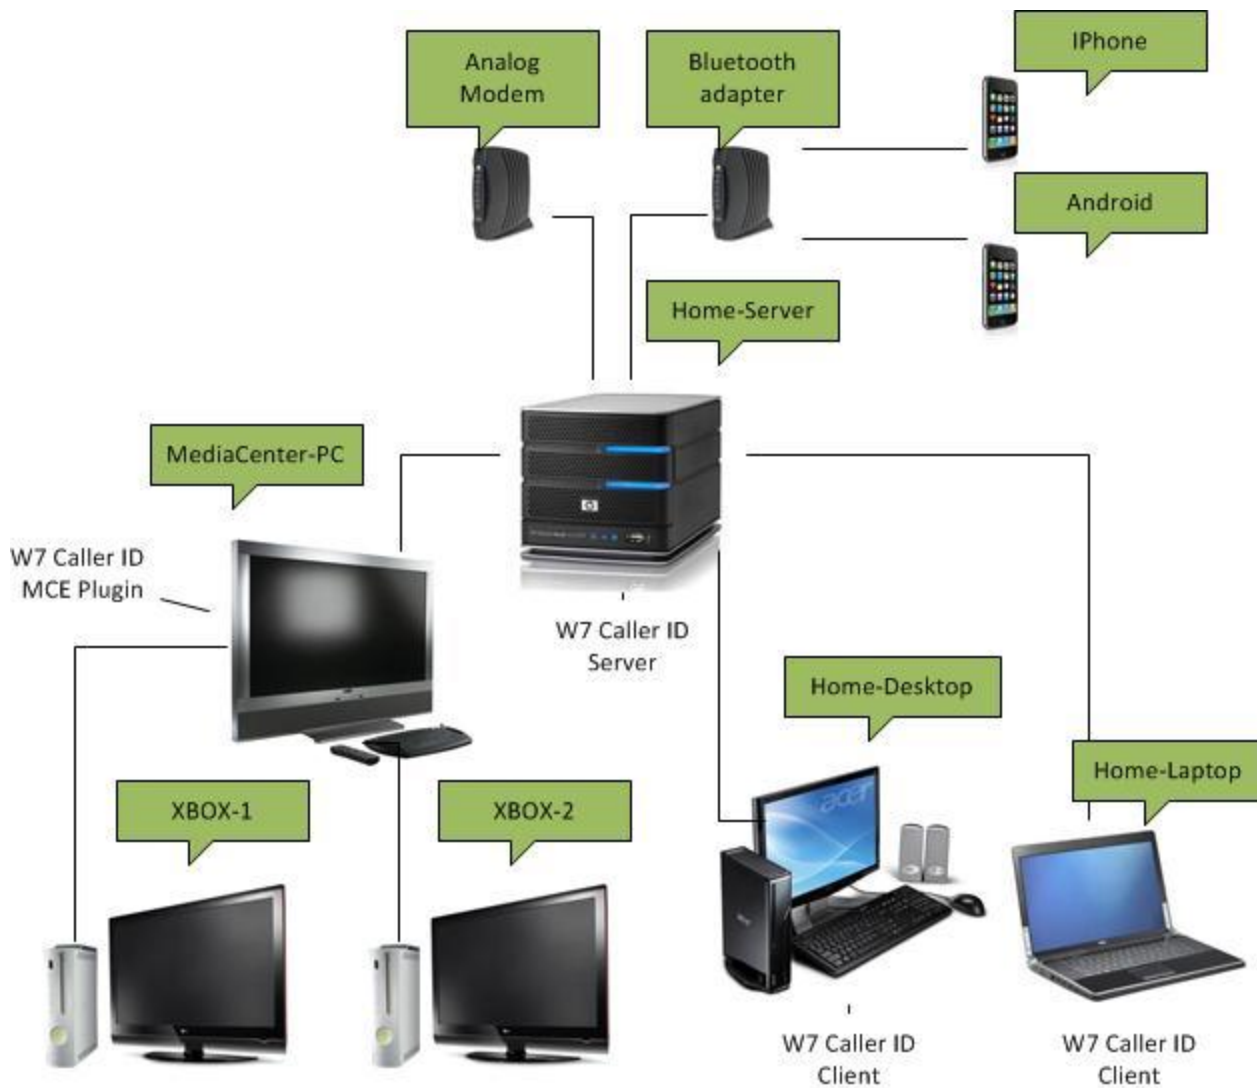 Analog
Modem
Bluetooth
adapter
IPhone
Android
Home-Server
MediaCenter-PC
W7 Caller ID
MCE Plugin
W7 Caller ID
Server
Home-Desktop
Home-Laptop
XBOX-1
XBOX-2
acer
W7 Caller ID
Client
W7 Caller ID
Client